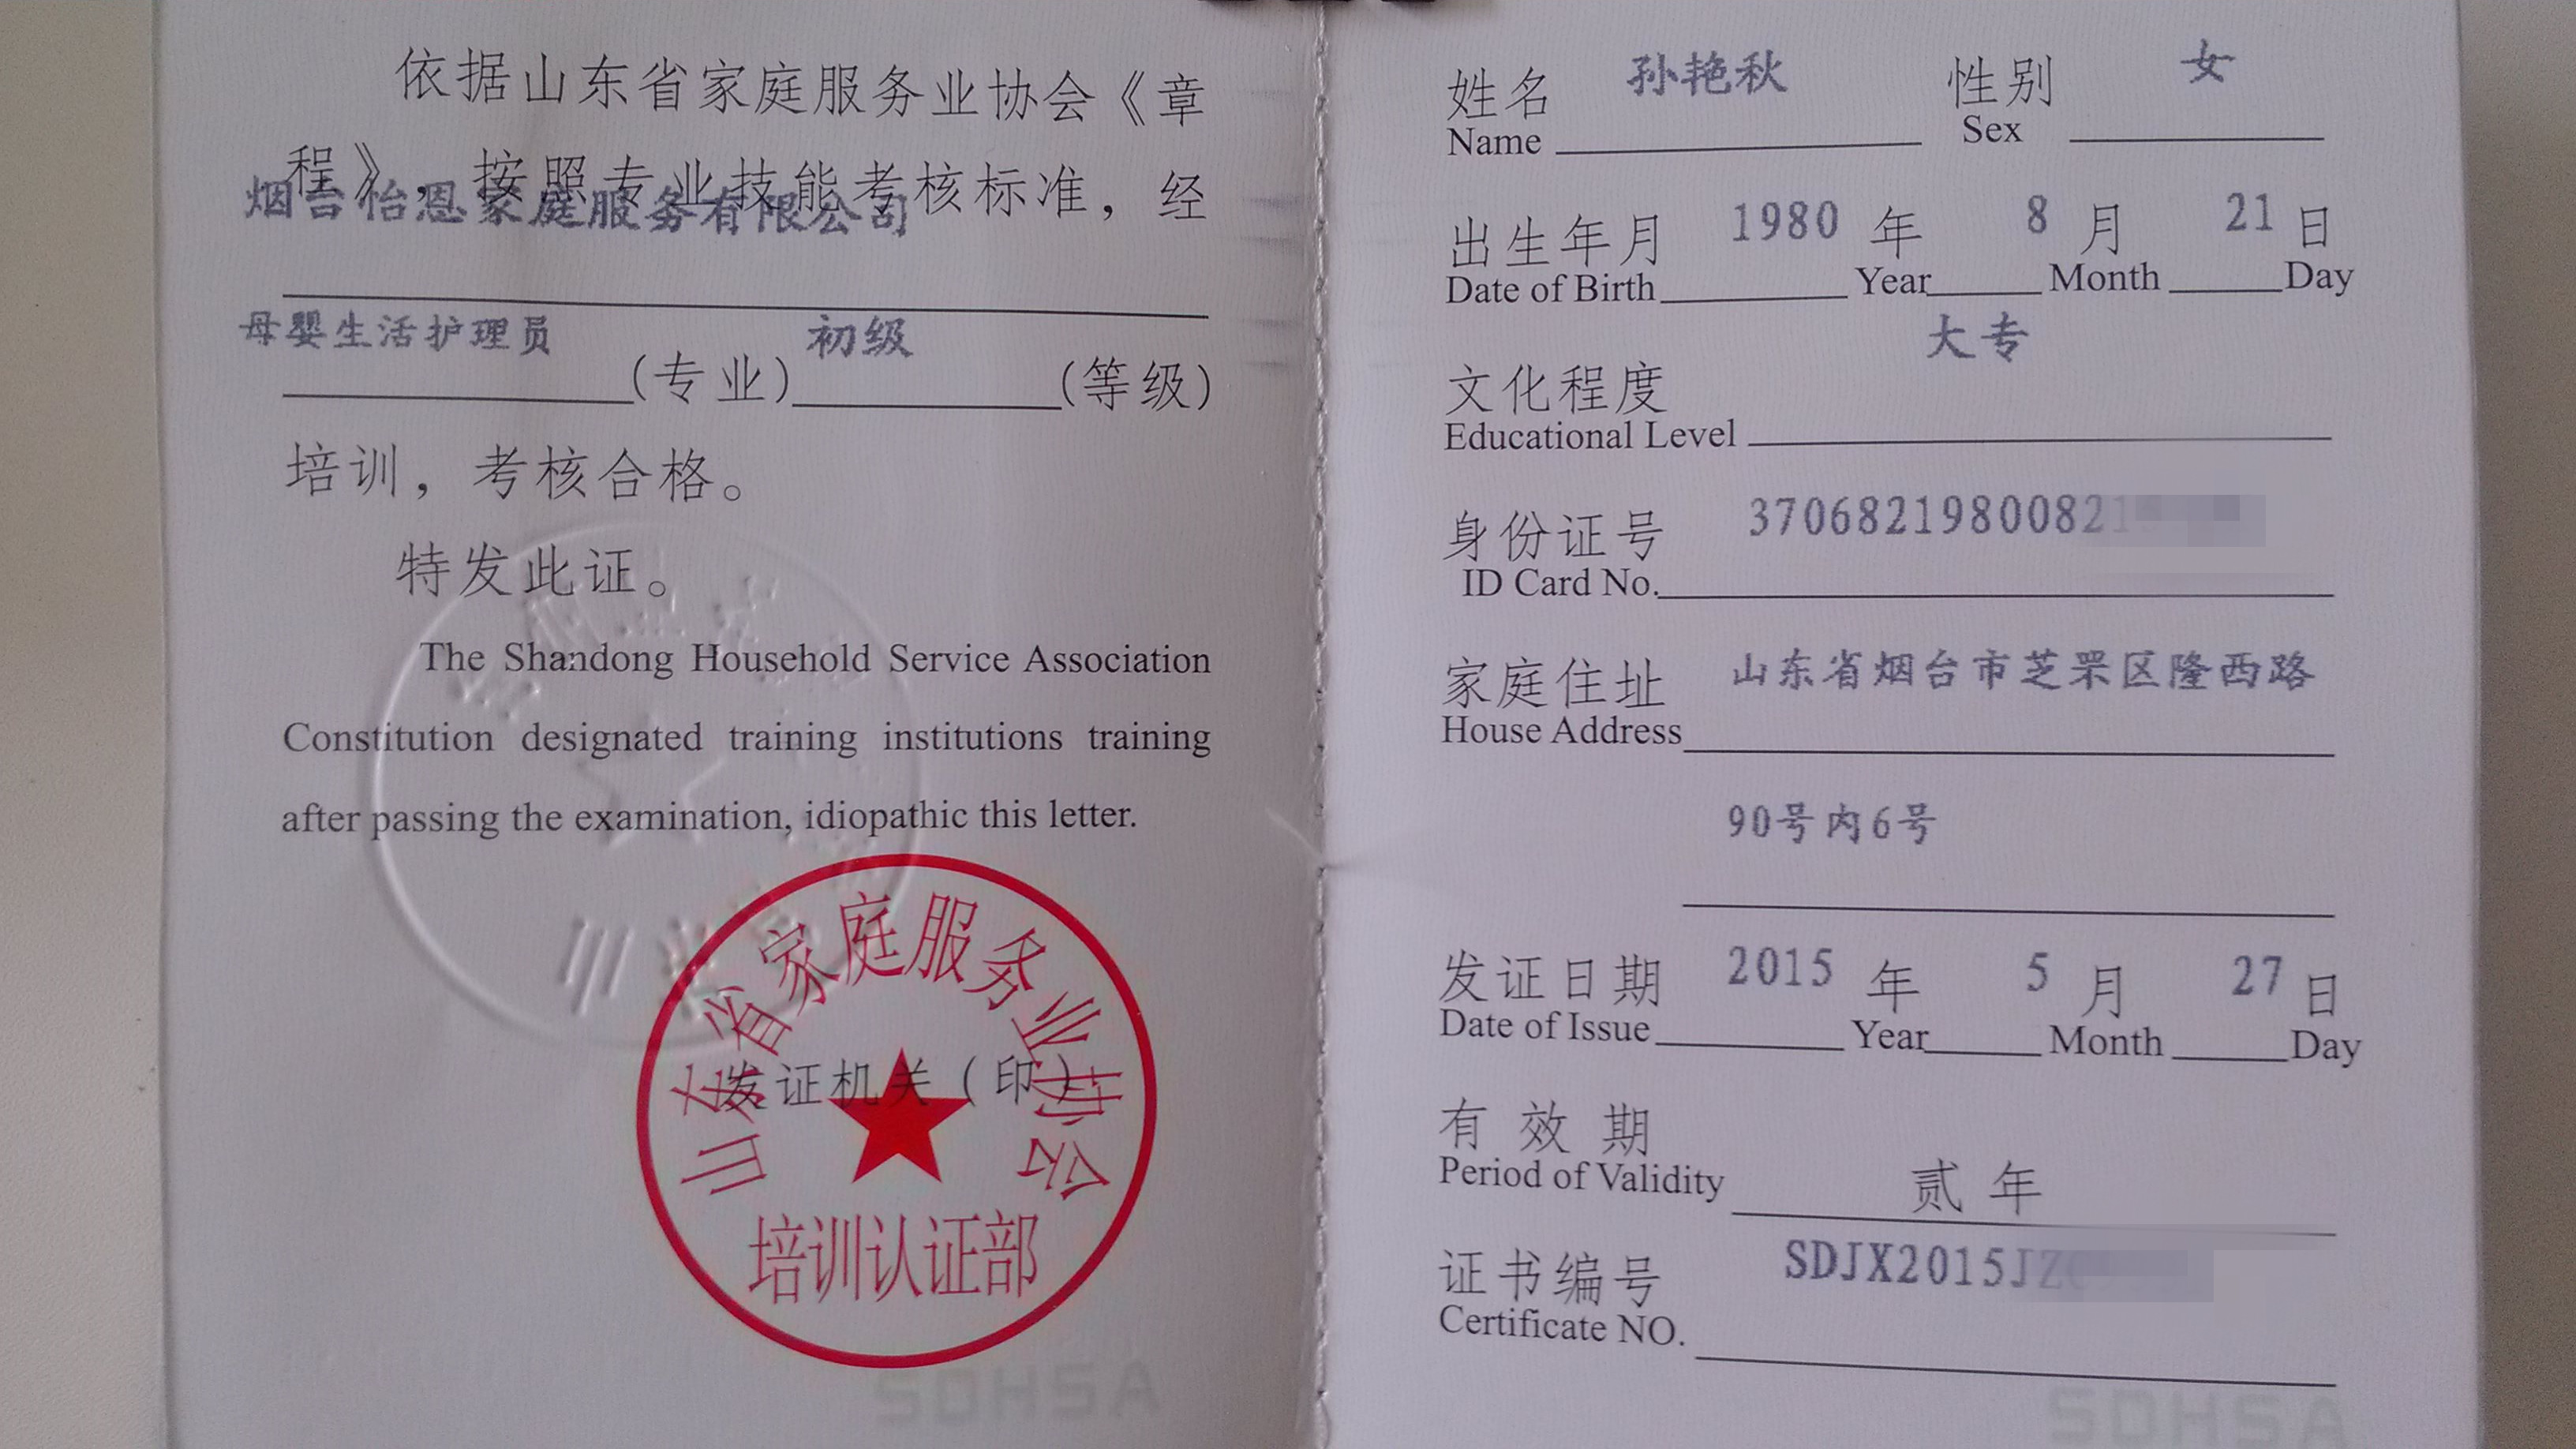 依据山东省家庭服务业协会《章
程》，按照专业技能考核标准，经
烟台怡恩家庭服务有限公司
母婴生活护理员(专业)初级(等级)
培训，考核合格。
特发此证。
The Shandong Household Service Association
Constitution designated training institutions training
after passing the examination, idiopathic this letter.
山东省家庭服务业协会
发证机关（印）
培训认证部
SDHSA
姓名 孙艳秋 性别 女
Name Sex
出生年月 1980 年 8 月 21 日
Date of Birth Year Month Day
大专
文化程度
Educational Level
身份证号 37068219800821
ID Card No.
家庭住址 山东省烟台市芝罘区隆西路
House Address
90号内6号
发证日期 2015 年 5 月 27 日
Date of Issue Year Month Day
有效期
Period of Validity 贰年
证书编号 SDJX2015JZ
Certificate NO.
SDHSA